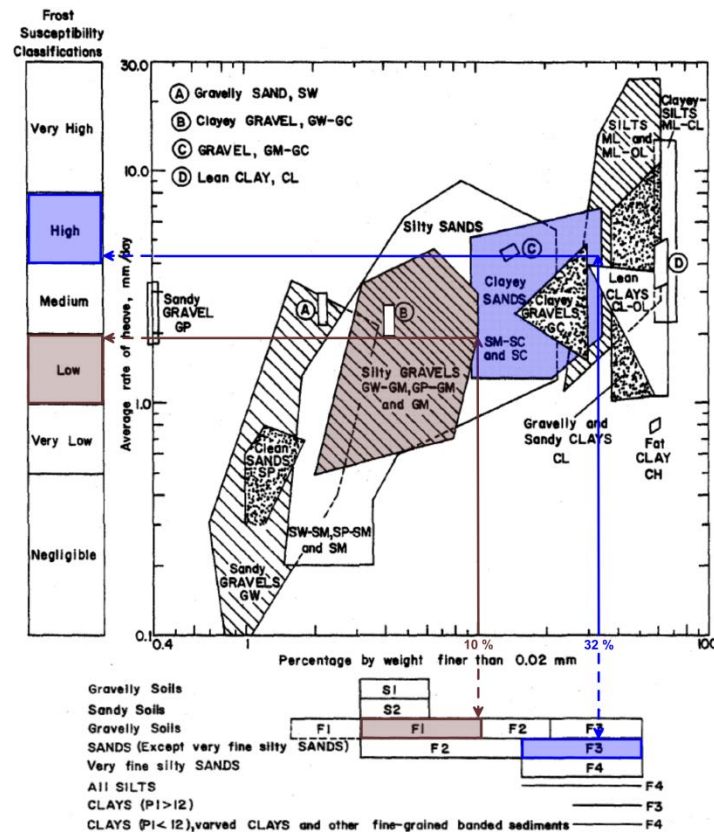 Frost
Susceptibility
Classifications
Very High
High
Medium
Low
Very Low
Negligible
Average rate of heave, mm/day
30.0
10.0
1.0
0.1
Ⓐ Gravelly SAND, SW
Ⓑ Clayey GRAVEL, GW-GC
Ⓒ GRAVEL, GM-GC
Ⓓ Lean CLAY, CL
Clayey-
SILTS
ML-CL
SILTS
ML and
ML-OL
Silty SANDS
C
D
Sandy
GRAVEL
GP
A
B
Clayey
SANDS
SM-SC
and SC
Clayey
GRAVELS
GC
Lean
CLAYS
CL-OL
Silty GRAVELS
GW-GM, GP-GM
and GM
Gravelly and
Sandy CLAYS
CL
Fat
CLAY
CH
Clean
SANDS
SP
SW-SM, SP-SM
and SM
Sandy
GRAVELS
GW
0.4
1
10 %
32 %
100
Percentage by weight finer than 0.02 mm
Gravelly Soils S1
Sandy Soils S2
Gravelly Soils F1 F1 F2 F3
SANDS (Except very fine silty SANDS) F2 F3
Very fine silty SANDS F4
All SILTS F4
CLAYS (PI>12) F3
CLAYS (PI<12), varved CLAYS and other fine-grained banded sediments F4